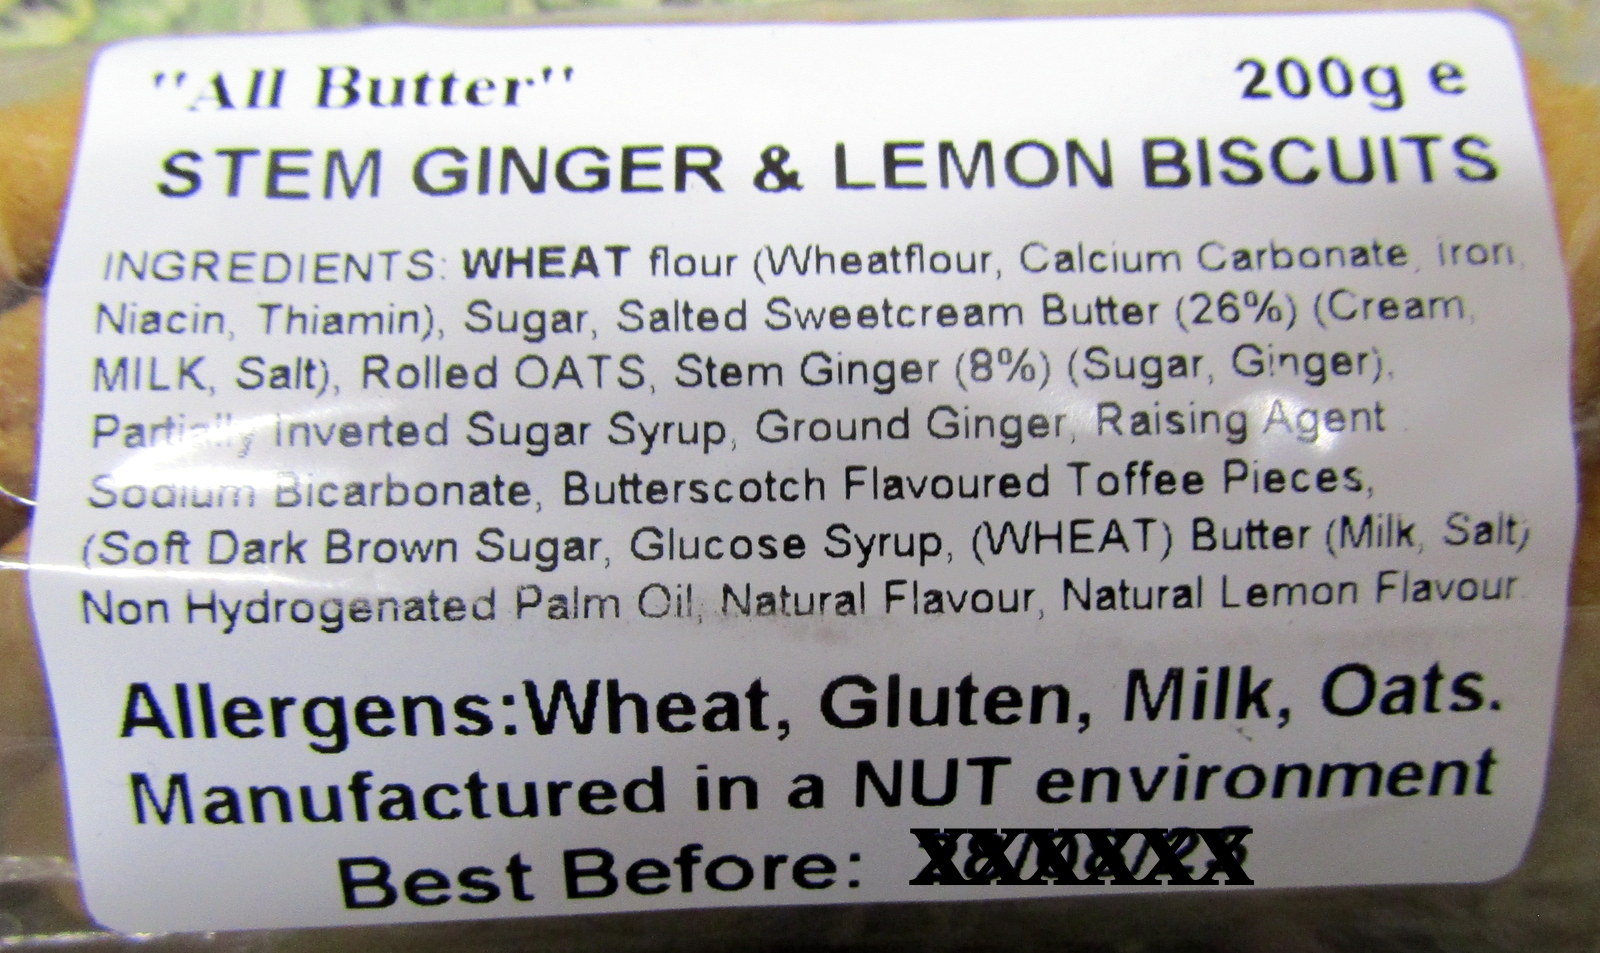 "All Butter" 200g e
STEM GINGER & LEMON BISCUITS
INGREDIENTS: WHEAT flour (Wheatflour, Calcium Carbonate, Iron,
Niacin, Thiamin), Sugar, Salted Sweetcream Butter (26%) (Cream,
MILK, Salt), Rolled OATS, Stem Ginger (8%) (Sugar, Ginger),
Partially Inverted Sugar Syrup, Ground Ginger, Raising Agent
Sodium Bicarbonate, Butterscotch Flavoured Toffee Pieces,
(Soft Dark Brown Sugar, Glucose Syrup, (WHEAT) Butter (Milk, Salt)
Non Hydrogenated Palm Oil, Natural Flavour, Natural Lemon Flavour.
Allergens:Wheat, Gluten, Milk, Oats.
Manufactured in a NUT environment
Best Before: